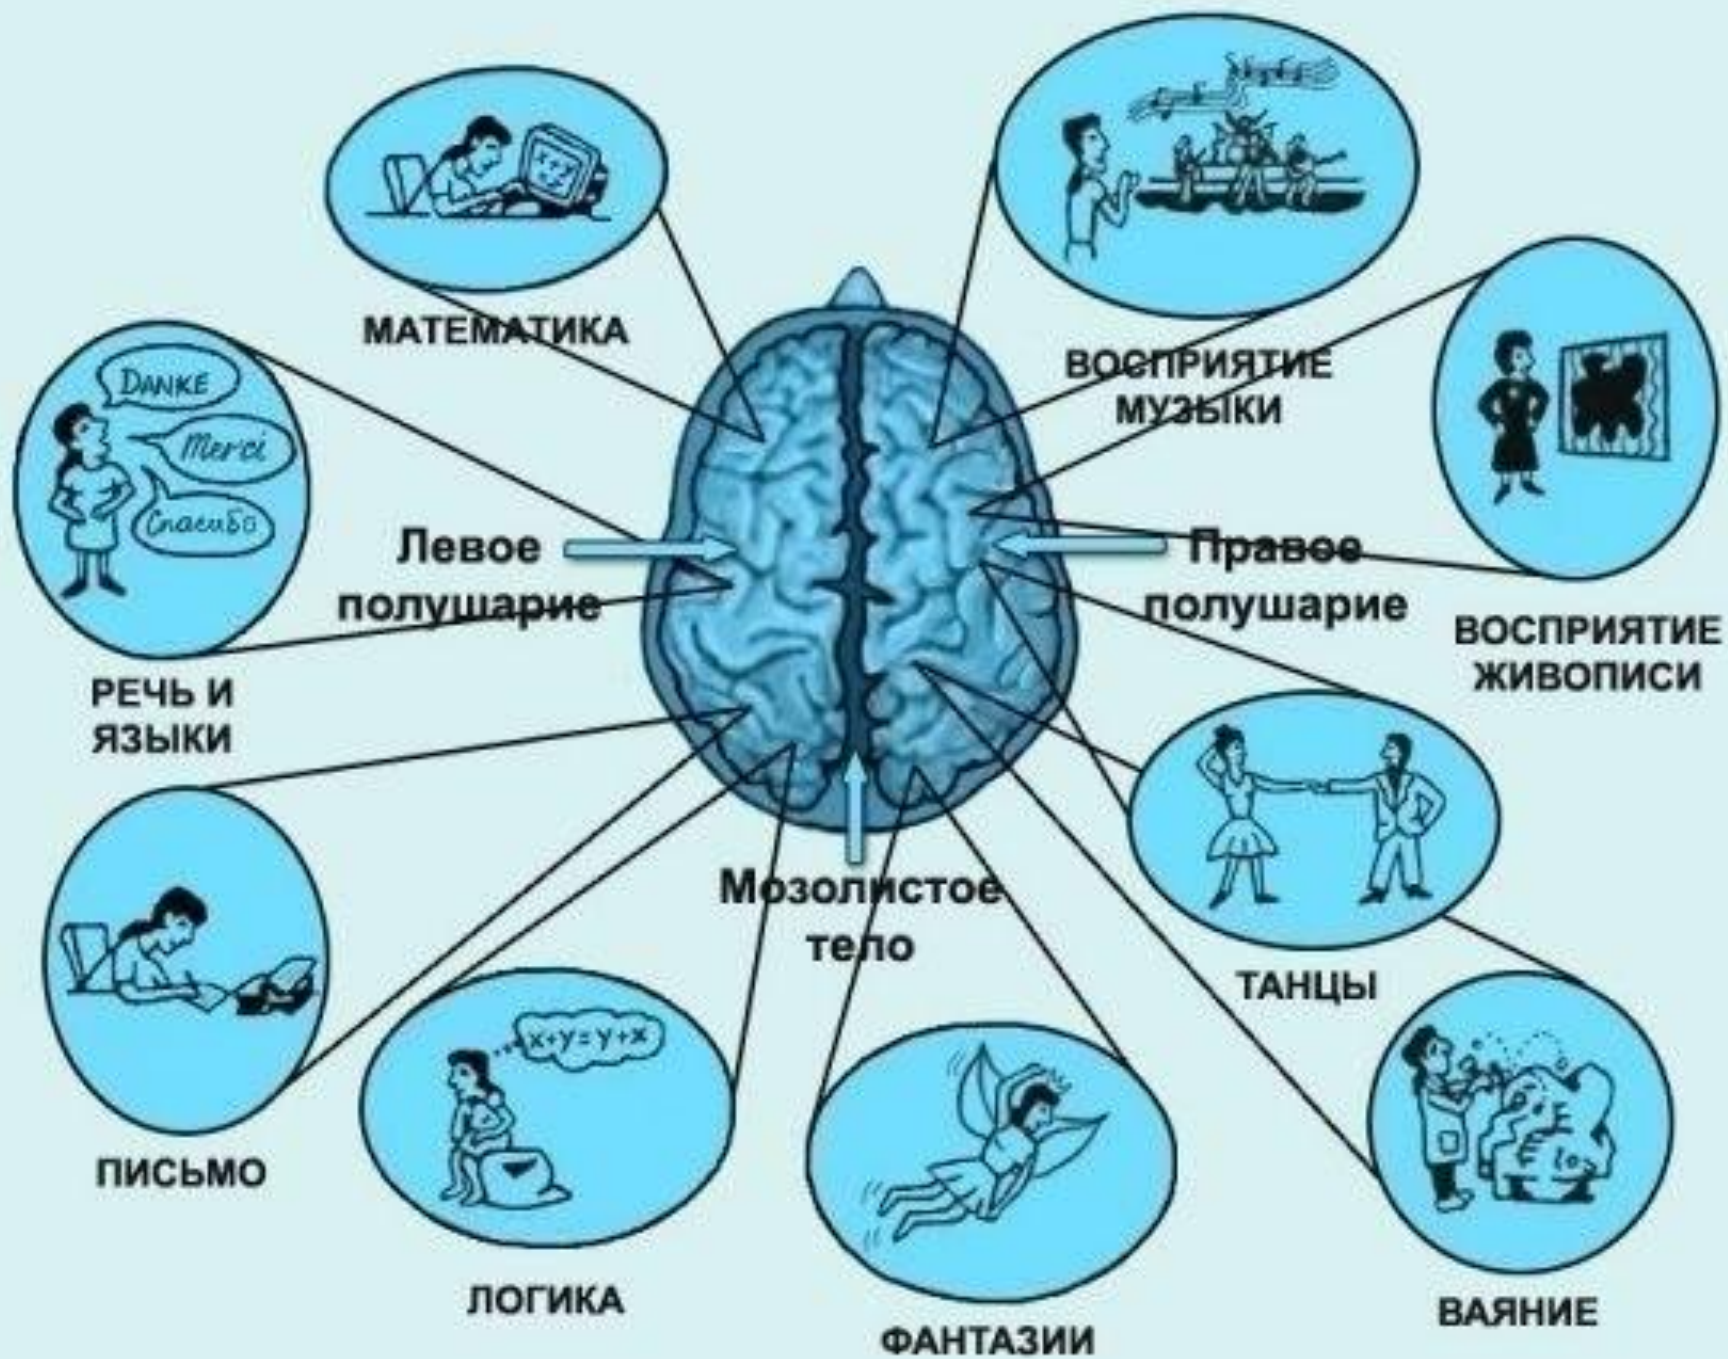 МАТЕМАТИКА
ВОСПРИЯТИЕ
МУЗЫКИ
DANKE
Merci
Спасибо
Левое
полушарие
Правое
полушарие
ВОСПРИЯТИЕ
ЖИВОПИСИ
РЕЧЬ И
ЯЗЫКИ
Мозолистое
тело
ТАНЦЫ
x+y=y+x
ПИСЬМО
ЛОГИКА
ФАНТАЗИИ
ВАЯНИЕ